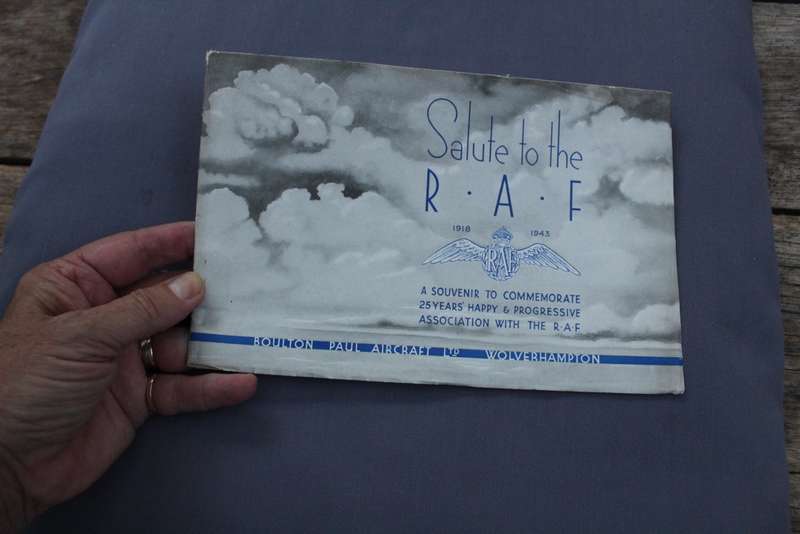 Salute to the
R·A·F
1918 1943
RAF
A SOUVENIR TO COMMEMORATE
25 YEARS' HAPPY & PROGRESSIVE
ASSOCIATION WITH THE R·A·F
BOULTON PAUL AIRCRAFT LTD WOLVERHAMPTON